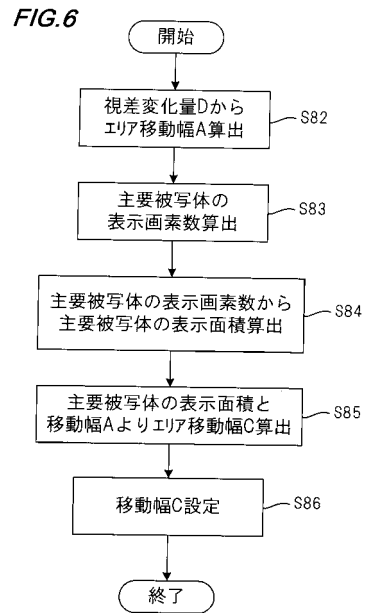 FIG.6
開始
視差変化量Dから
エリア移動幅A算出
S82
主要被写体の
表示画素数算出
S83
主要被写体の表示画素数から
主要被写体の表示面積算出
S84
主要被写体の表示面積と
移動幅Aよりエリア移動幅C算出
S85
移動幅C設定
S86
終了